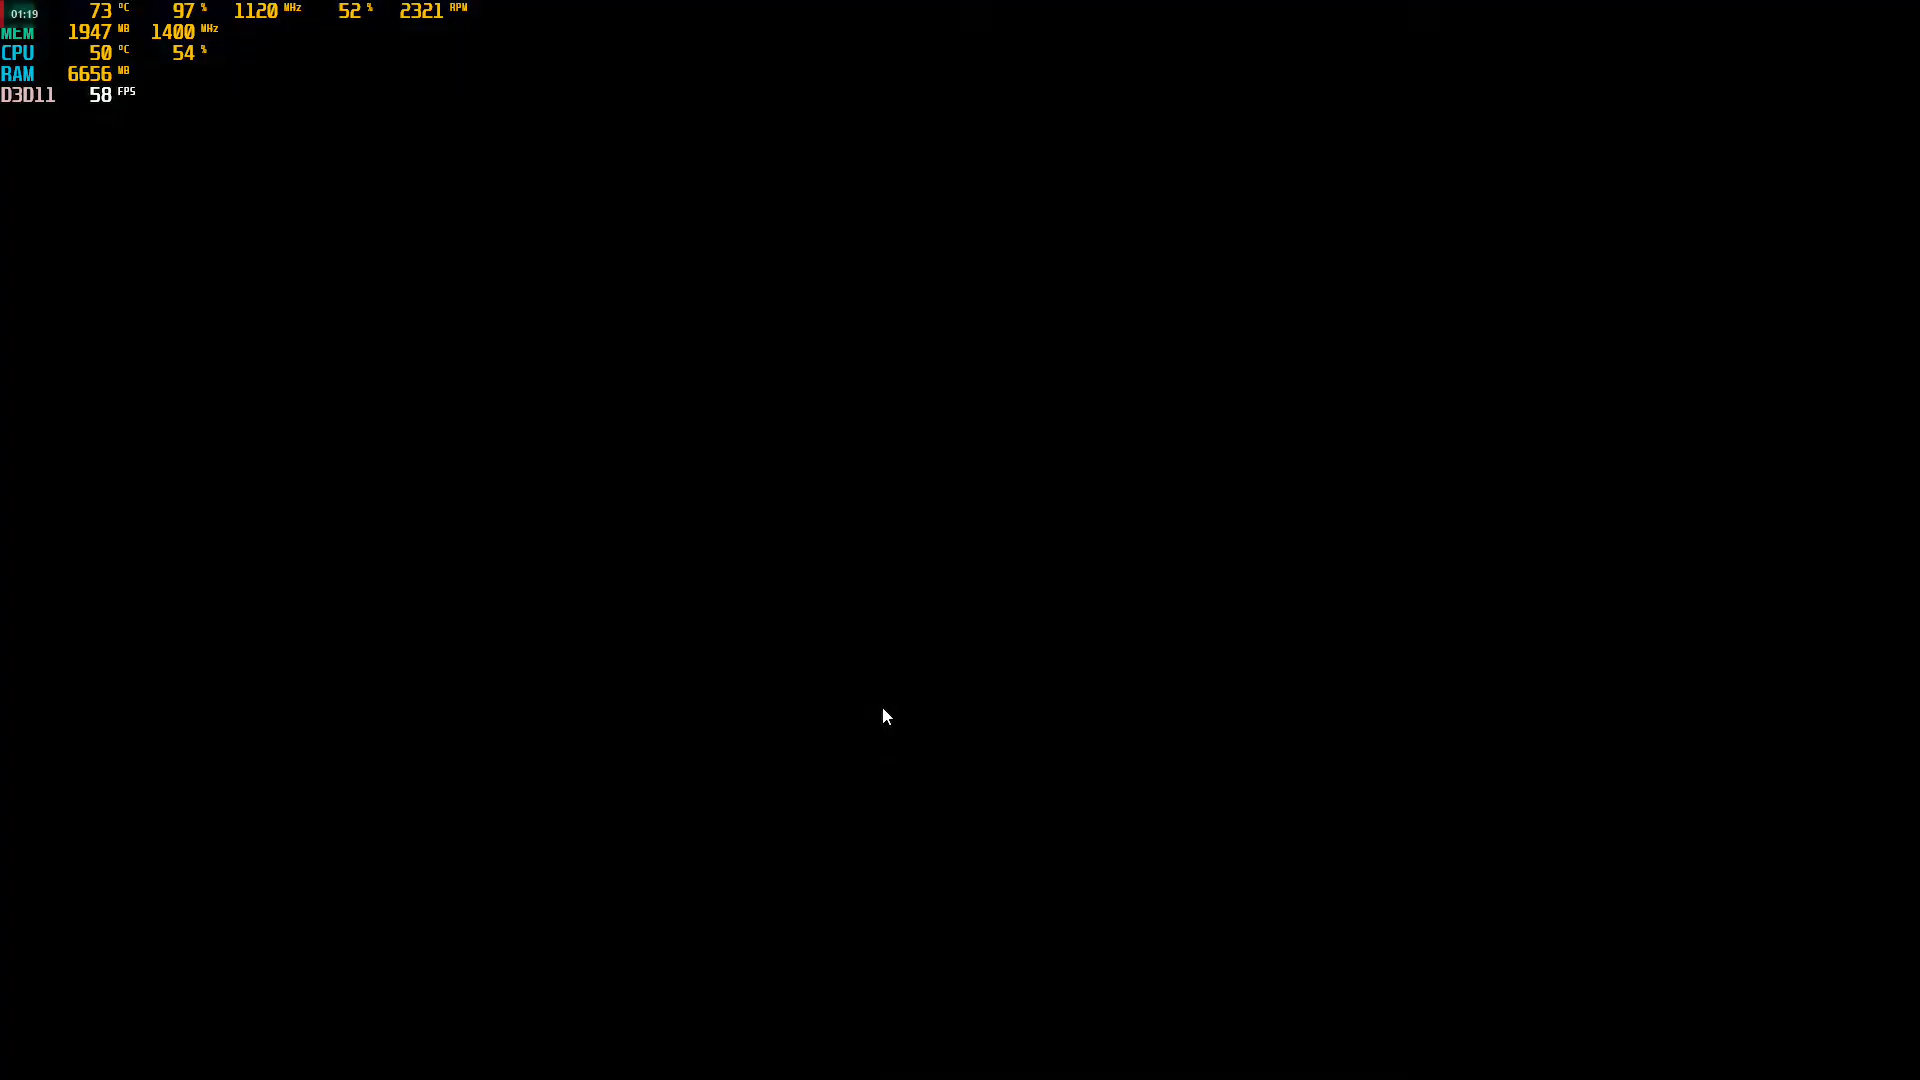 01:19 73 °C 97 % 1120 MHz 52 % 2321 RPM
MEM 1947 MB 1400 MHz
CPU 50 °C 54 %
RAM 6656 MB
D3D11 58 FPS